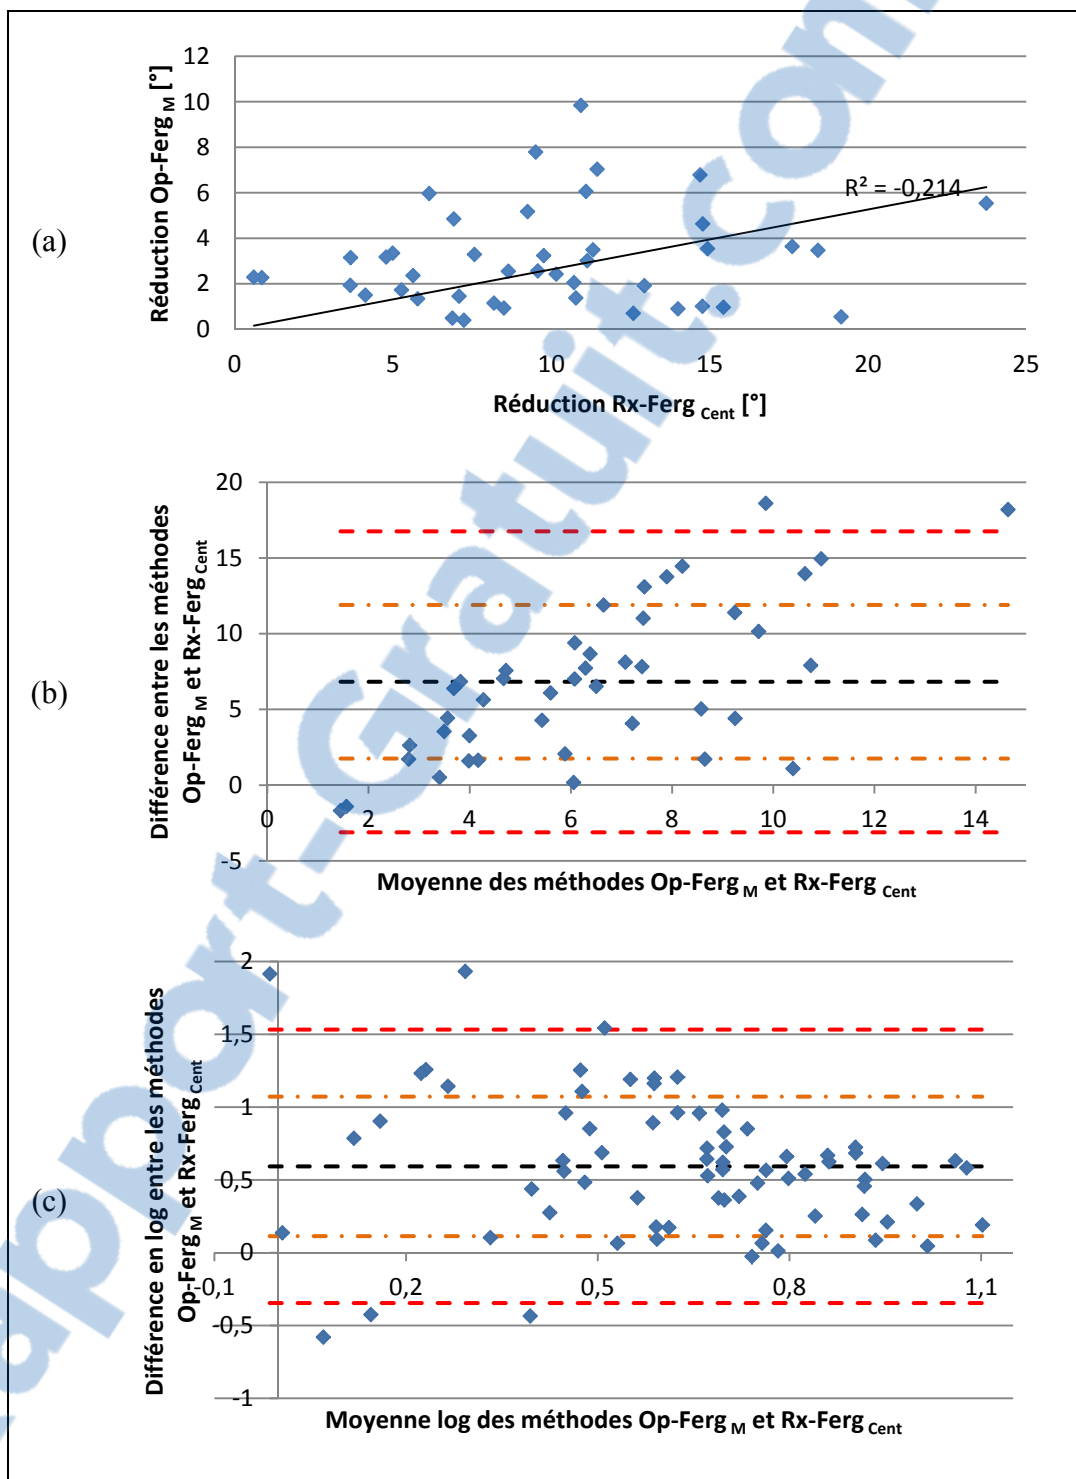 (a)
Réduction Op-Ferg M [°]
12
10
8
6
4
2
0
R² = -0,214
0 5 10 15 20 25
Réduction Rx-Ferg Cent [°]
(b)
Différence entre les méthodes
Op-Ferg M et Rx-Ferg Cent
20
15
10
5
0
-5
0 2 4 6 8 10 12 14
Moyenne des méthodes Op-Ferg M et Rx-Ferg Cent
(c)
Différence en log entre les méthodes
Op-Ferg M et Rx-Ferg Cent
2
1,5
1
0,5
0
-0,5
-1
-0,1 0,2 0,5 0,8 1,1
Moyenne log des méthodes Op-Ferg M et Rx-Ferg Cent
Rapport-Gratuit.com